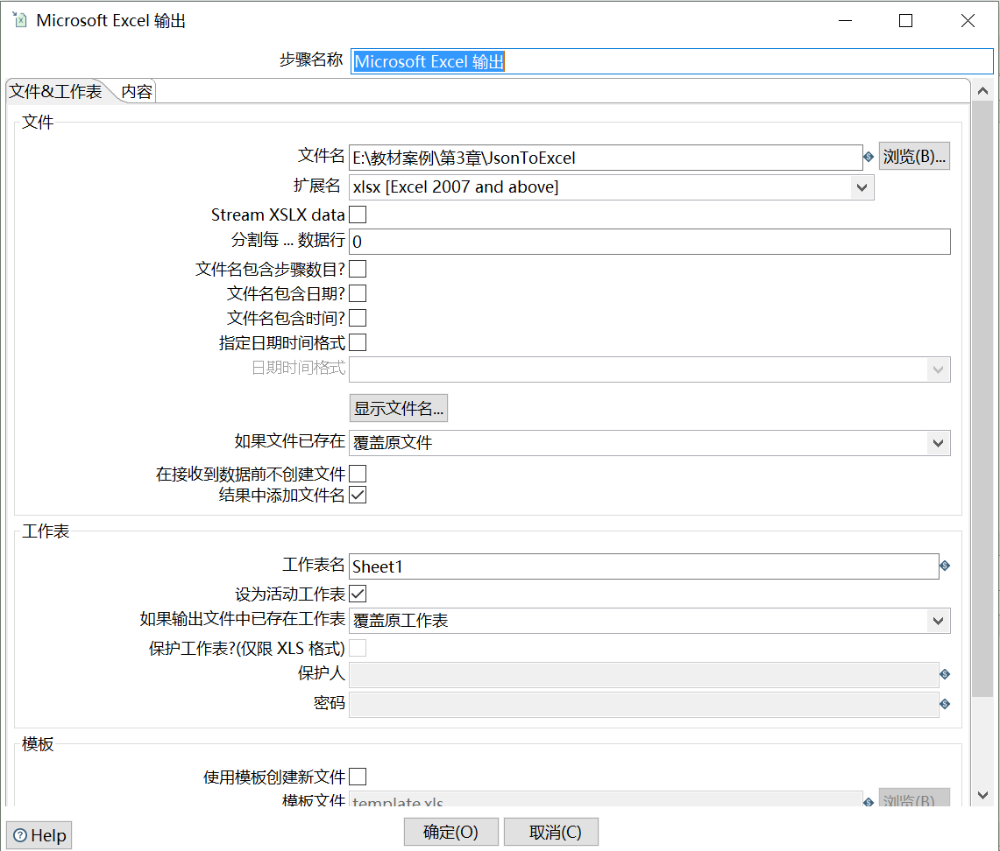 Microsoft Excel 输出
步骤名称 Microsoft Excel 输出
文件&工作表 内容
文件
文件名 E:\教材案例\第3章\JsonToExcel 浏览(B)...
扩展名 xlsx [Excel 2007 and above]
Stream XSLX data
分割每 ... 数据行 0
文件名包含步骤数目?
文件名包含日期?
文件名包含时间?
指定日期时间格式
日期时间格式
显示文件名...
如果文件已存在 覆盖原文件
在接收到数据前不创建文件
结果中添加文件名
工作表
工作表名 Sheet1
设为活动工作表
如果输出文件中已存在工作表 覆盖原工作表
保护工作表?(仅限 XLS 格式)
保护人
密码
模板
使用模板创建新文件
模板文件 template.xls 浏览(B)
Help 确定(O) 取消(C)